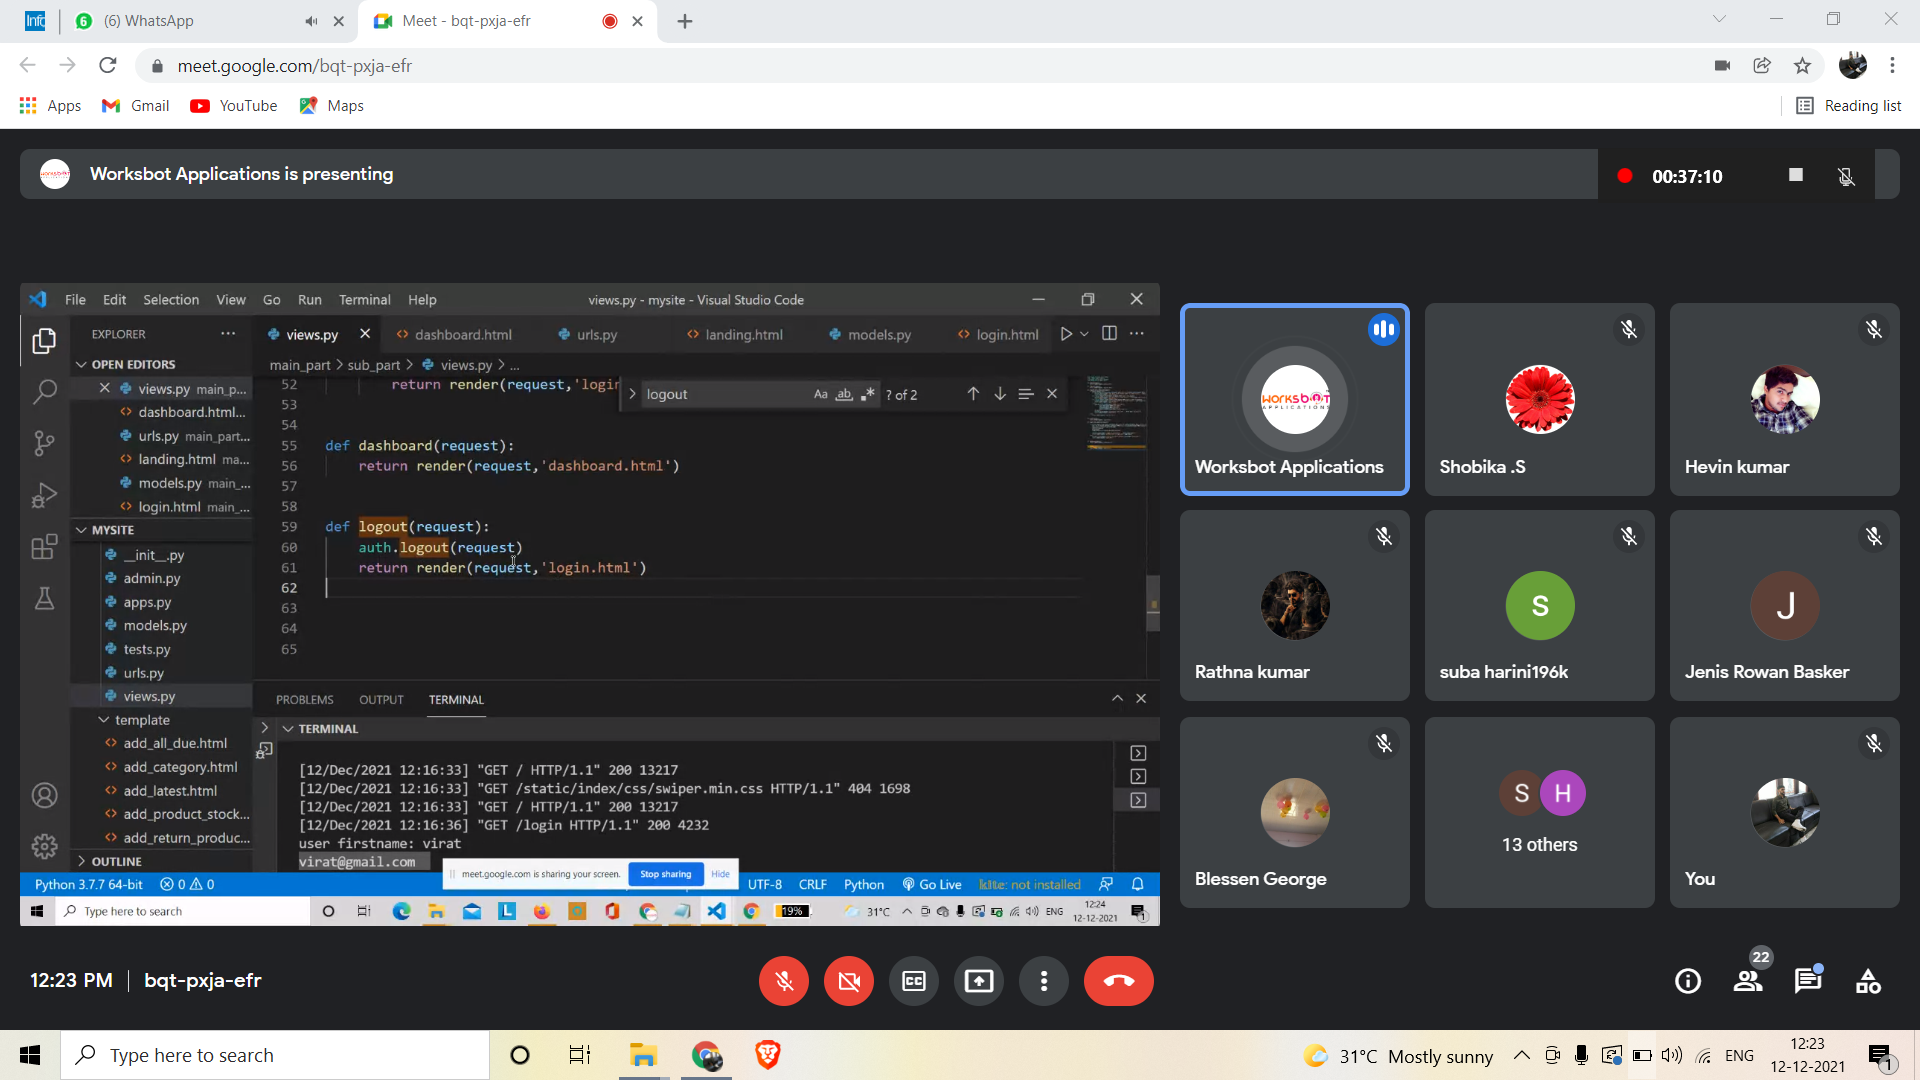 Info
(6) WhatsApp
Meet - bqt-pxja-efr
meet.google.com/bqt-pxja-efr
Apps
Gmail
YouTube
Maps
Reading list
Worksbot Applications is presenting
00:37:10
File Edit Selection View Go Run Terminal Help
views.py - mysite - Visual Studio Code
EXPLORER
views.py
dashboard.html
urls.py
landing.html
models.py
login.html
OPEN EDITORS
main_part > sub_part > views.py > ...
views.py main_p...
dashboard.html...
urls.py main_part...
landing.html ma...
models.py main_...
login.html ma...
MYSITE
__init__.py
admin.py
apps.py
models.py
tests.py
urls.py
views.py
template
add_all_due.html
add_category.html
add_latest.html
add_product_stock...
add_return_produc...
OUTLINE
logout
Aa
ab
? of 2
52 return render(request,'login
53
54
55 def dashboard(request):
56 return render(request,'dashboard.html')
57
58
59 def logout(request):
60 auth.logout(request)
61 return render(request,'login.html')
62
63
64
65
PROBLEMS OUTPUT TERMINAL
TERMINAL
[12/Dec/2021 12:16:33] "GET / HTTP/1.1" 200 13217
[12/Dec/2021 12:16:33] "GET /static/index/css/swiper.min.css HTTP/1.1" 404 1698
[12/Dec/2021 12:16:33] "GET / HTTP/1.1" 200 13217
[12/Dec/2021 12:16:36] "GET /login HTTP/1.1" 200 4232
user firstname: virat
virat@gmail.com
meet.google.com is sharing your screen.
Stop sharing
Hide
Python 3.7.7 64-bit
0
0
UTF-8
CRLF
Python
Go Live
not installed
Type here to search
L
19%
31°C
ENG
12:24
12-12-2021
1
WORKSBOT
APPLICATIONS
Worksbot Applications
Shobika .S
Hevin kumar
Rathna kumar
S
suba harini196k
J
Jenis Rowan Basker
Blessen George
S
H
13 others
You
12:23 PM
bqt-pxja-efr
CC
22
Type here to search
31°C Mostly sunny
ENG
12:23
12-12-2021
1